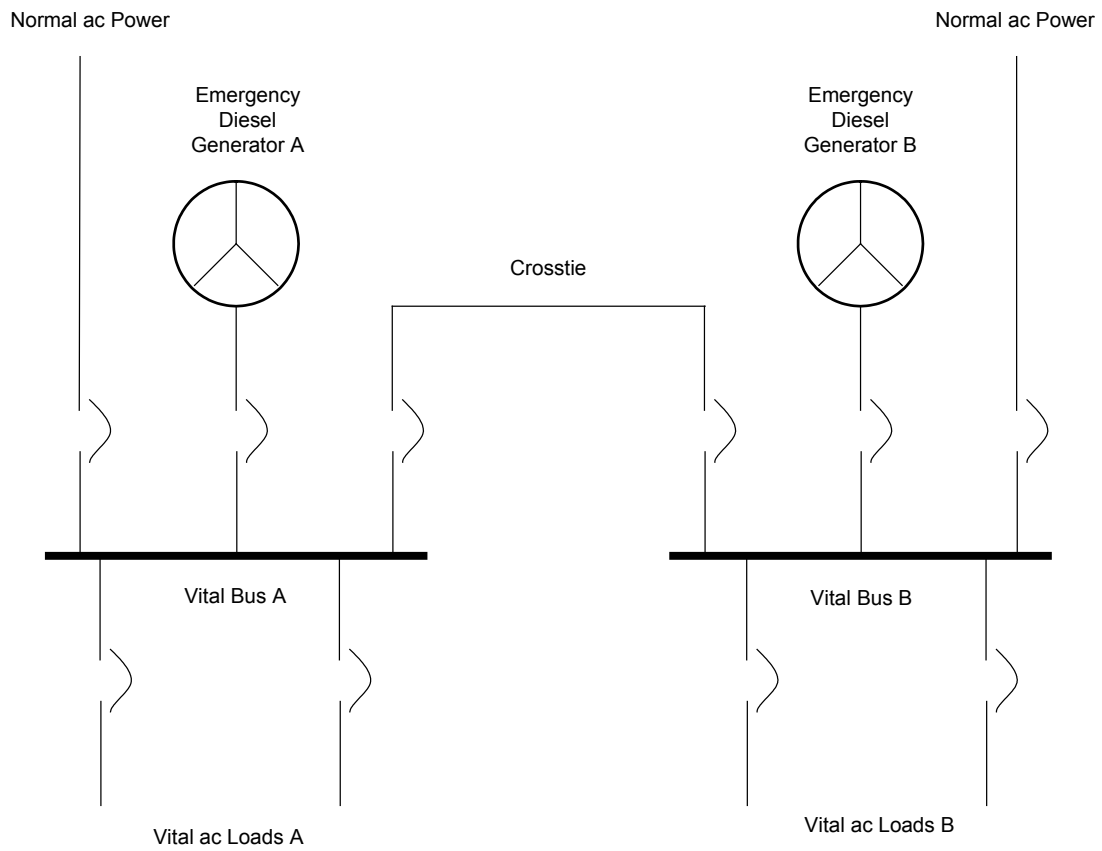 Normal ac Power
Normal ac Power
Emergency
Diesel
Generator A
Emergency
Diesel
Generator B
Crosstie
Vital Bus A
Vital Bus B
Vital ac Loads A
Vital ac Loads B